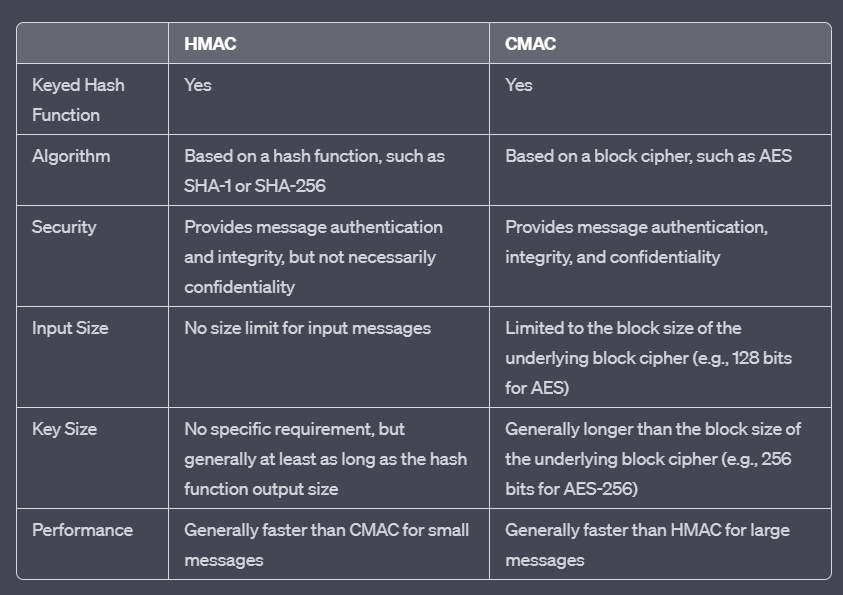 HMAC CMAC
Keyed Hash Yes Yes
Function
Algorithm Based on a hash function, such as Based on a block cipher, such as AES
SHA-1 or SHA-256
Security Provides message authentication Provides message authentication,
and integrity, but not necessarily integrity, and confidentiality
confidentiality
Input Size No size limit for input messages Limited to the block size of the
underlying block cipher (e.g., 128 bits
for AES)
Key Size No specific requirement, but Generally longer than the block size of
generally at least as long as the hash the underlying block cipher (e.g., 256
function output size bits for AES-256)
Performance Generally faster than CMAC for small Generally faster than HMAC for large
messages messages